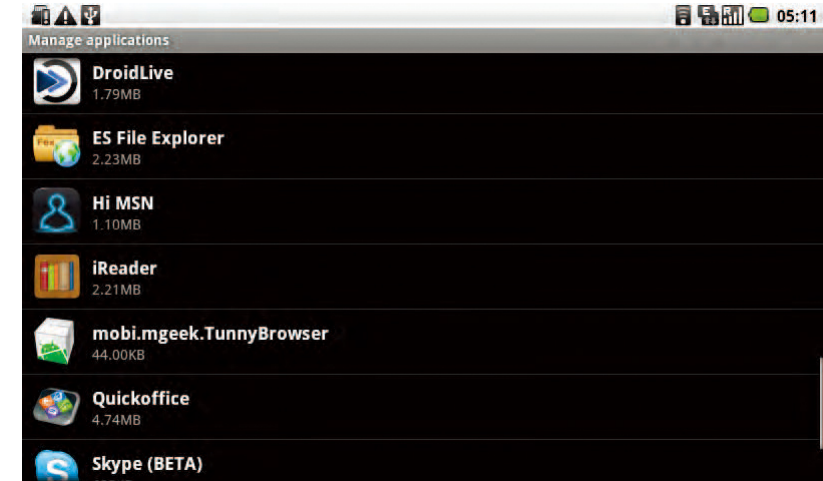 05:11
Manage applications
DroidLive
1.79MB
ES File Explorer
2.23MB
Hi MSN
1.10MB
iReader
2.21MB
mobi.mgeek.TunnyBrowser
44.00KB
Quickoffice
4.74MB
Skype (BETA)